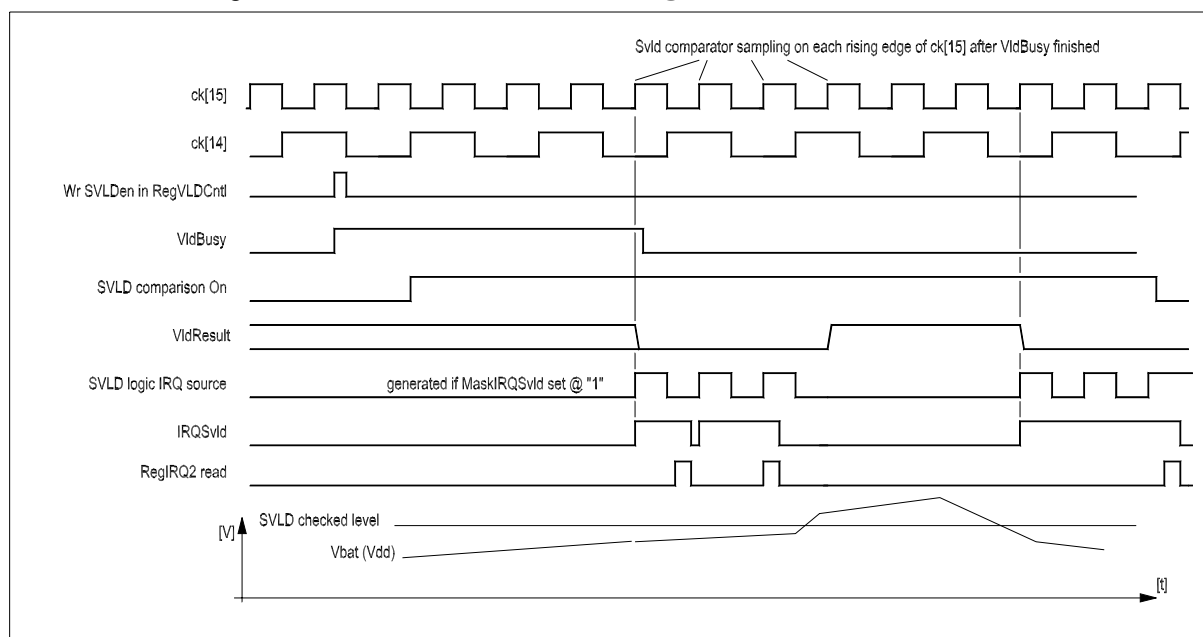 Svld comparator sampling on each rising edge of ck[15] after VldBusy finished
ck[15]
ck[14]
Wr SVLDen in RegVLDCntl
VldBusy
SVLD comparison On
VldResult
SVLD logic IRQ source
generated if MaskIRQSvld set @ "1"
IRQSvld
RegIRQ2 read
SVLD checked level
[V]
Vbat (Vdd)
[t]